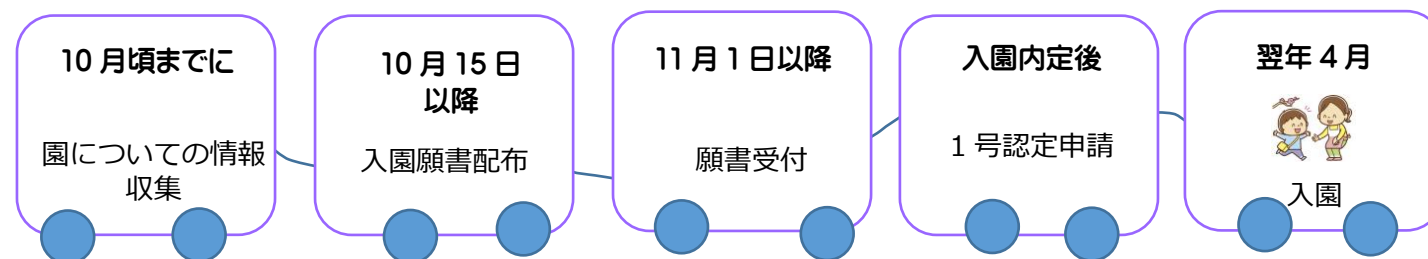 10月頃までに
園についての情報
収集
10月15日
以降
入園願書配布
11月1日以降
願書受付
入園内定後
1号認定申請
翌年4月
入園